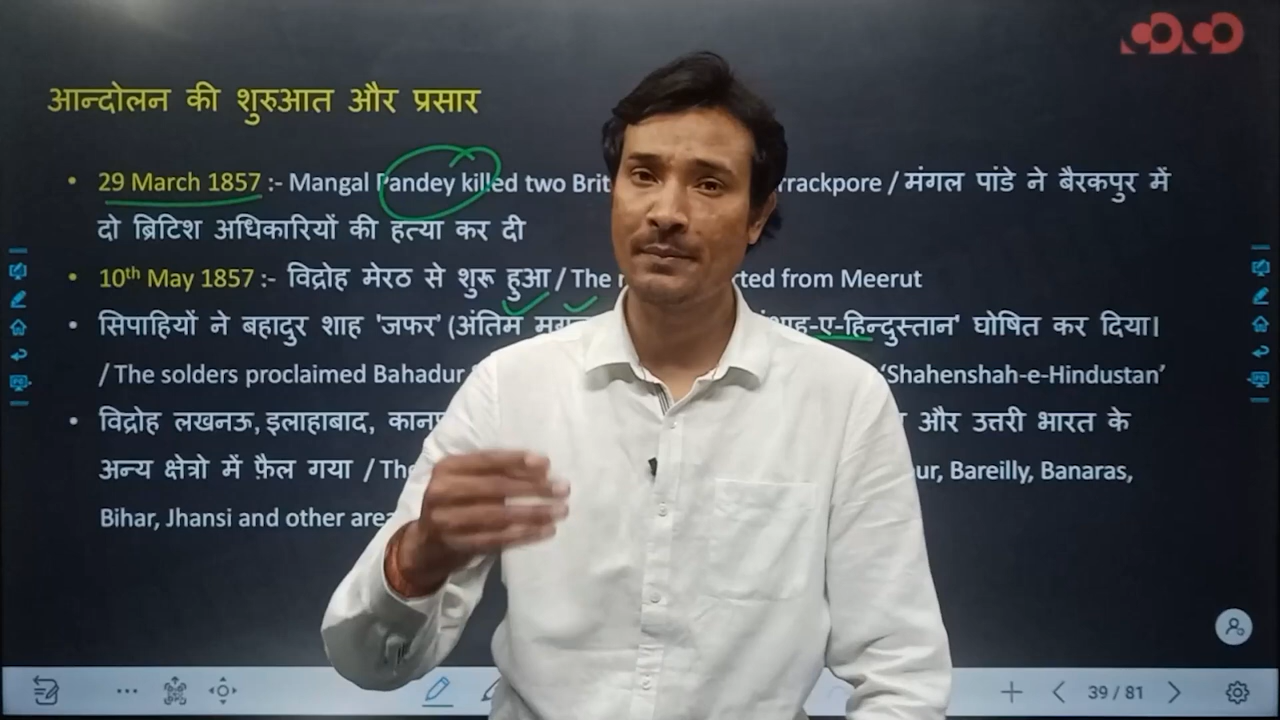 आन्दोलन की शुरुआत और प्रसार
• 29 March 1857 :- Mangal Pandey killed two Brit rrackpore / मंगल पांडे ने बैरकपुर में
दो ब्रिटिश अधिकारियों की हत्या कर दी
• 10th May 1857 :- विद्रोह मेरठ से शुरू हुआ / The rted from Meerut
• सिपाहियों ने बहादुर शाह 'जफर' (अंतिम शाह-ए-हिन्दुस्तान' घोषित कर दिया।
/ The solders proclaimed Bahadur 'Shahenshah-e-Hindustan'
• विद्रोह लखनऊ, इलाहाबाद, और उत्तरी भारत के
अन्य क्षेत्रो में फ़ैल गया / The ur, Bareilly, Banaras,
Bihar, Jhansi and other area
39 / 81